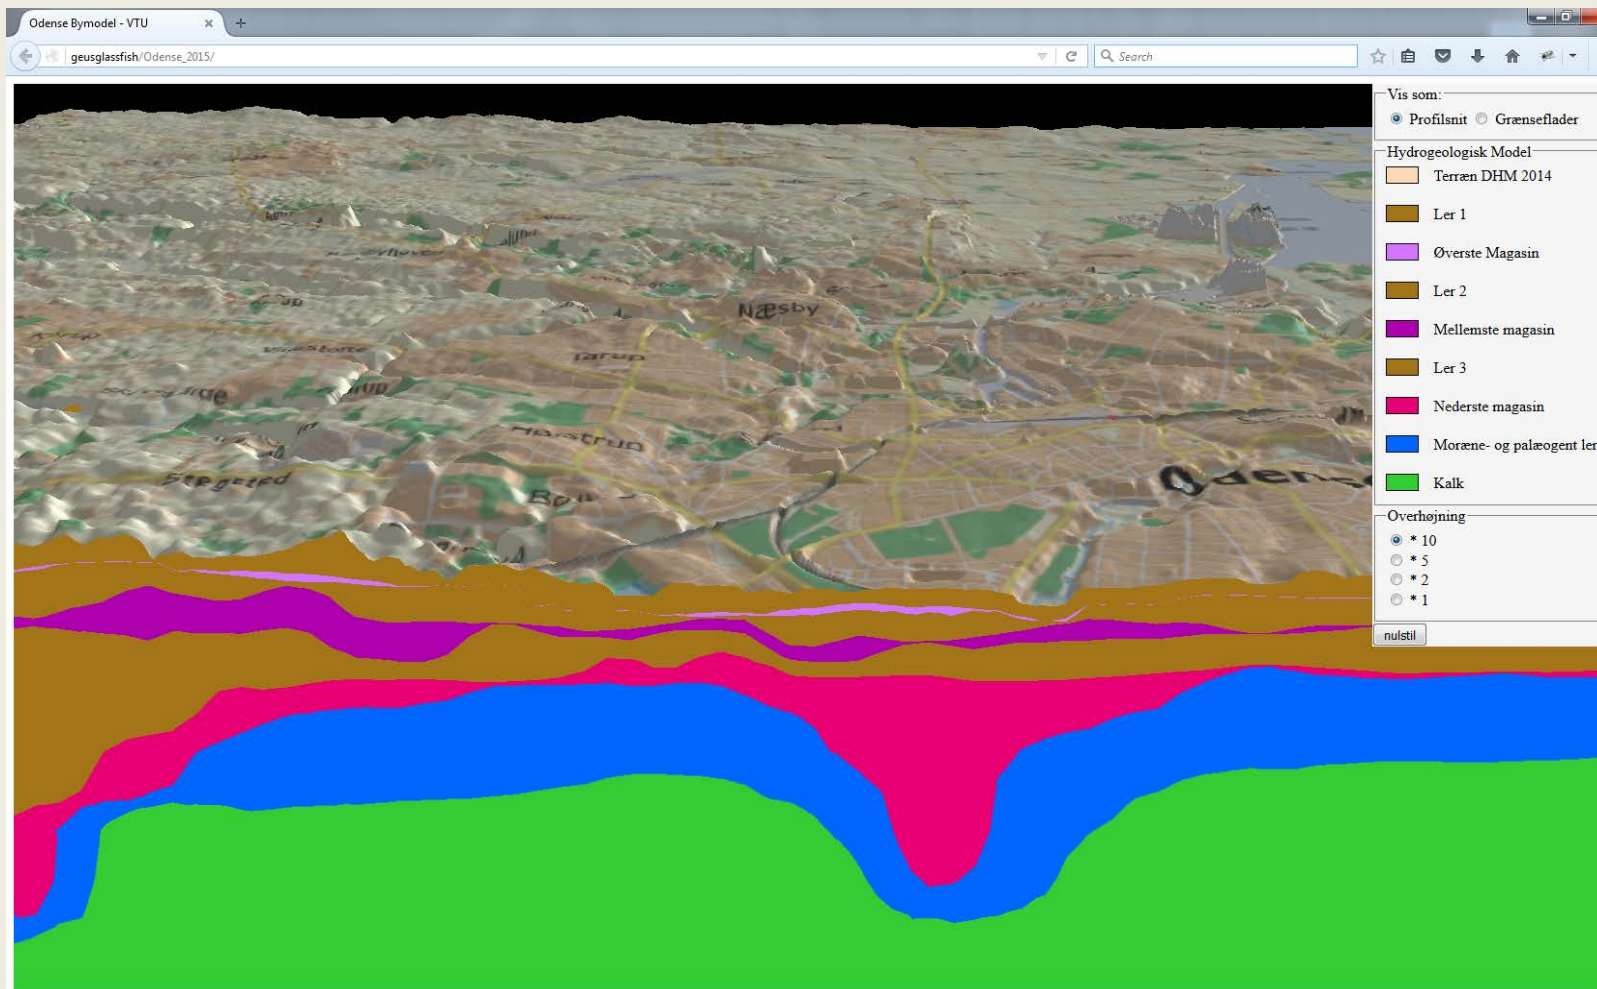 Odense Bymodel - VTU
geusglassfish/Odense_2015/
Search
Vis som:
Profilsnit
Grænseflader
Hydrogeologisk Model
Terræn DHM 2014
Ler 1
Øverste Magasin
Ler 2
Mellemste magasin
Ler 3
Nederste magasin
Moræne- og palæogent ler
Kalk
Overhøjning
* 10
* 5
* 2
* 1
nulstil
Næsby
Tarup
Odense